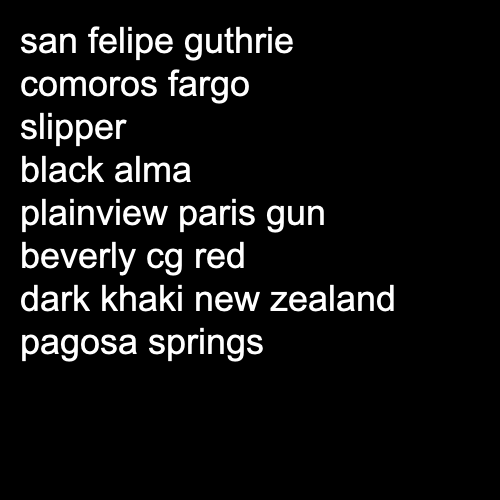 san felipe guthrie
comoros fargo
slipper
black alma
plainview paris gun
beverly cg red
dark khaki new zealand
pagosa springs